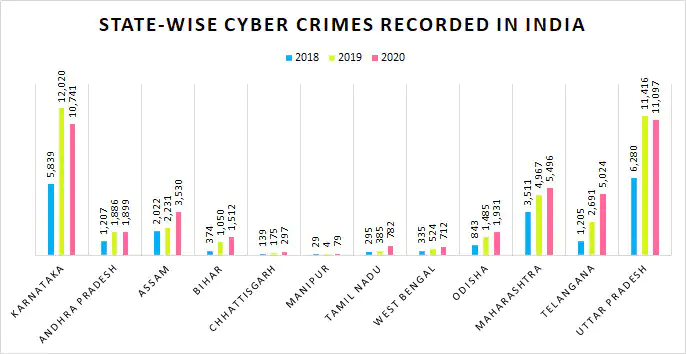 STATE-WISE CYBER CRIMES RECORDED IN INDIA
2018 2019 2020
5,839 12,020 10,741
1,207 1,886 1,899
2,022 2,231 3,530
374 1,050 1,512
139 175 297
29 4 79
295 385 782
335 524 712
843 1,485 1,931
3,511 4,967 5,496
1,205 2,691 5,024
6,280 11,416 11,097
KARNATAKA
ANDHRA PRADESH
ASSAM
BIHAR
CHHATTISGARH
MANIPUR
TAMIL NADU
WEST BENGAL
ODISHA
MAHARASHTRA
TELANGANA
UTTAR PRADESH